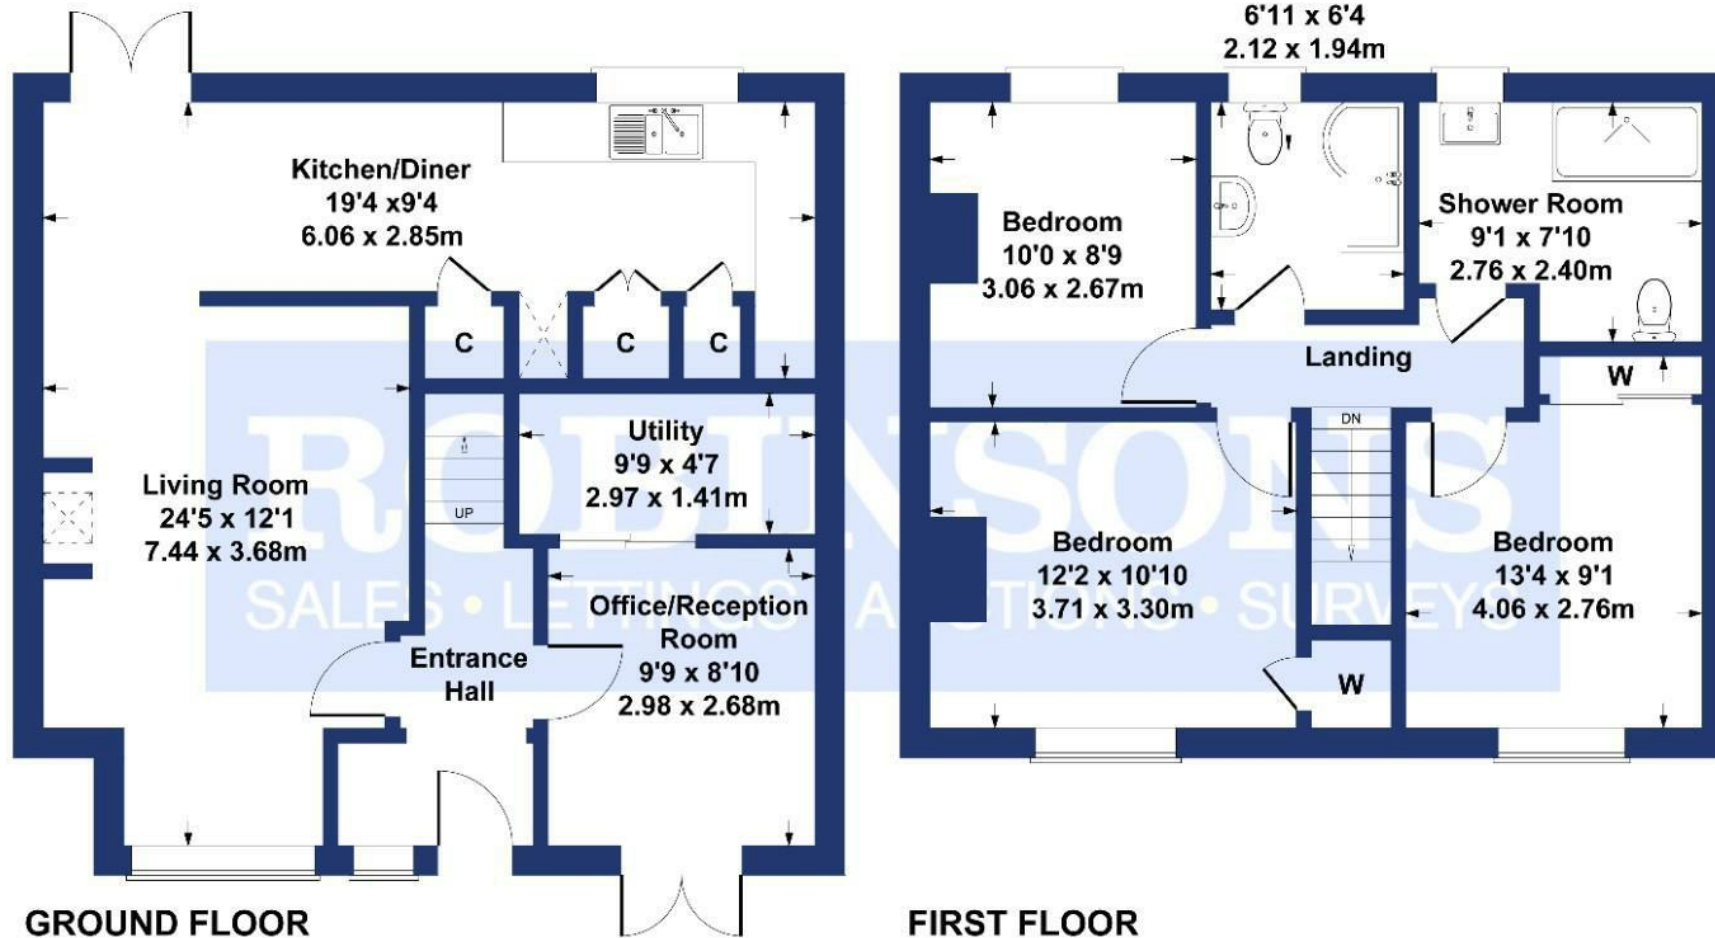 6'11 x 6'4
2.12 x 1.94m
Kitchen/Diner
19'4 x9'4
6.06 x 2.85m
C
C
C
Utility
9'9 x 4'7
2.97 x 1.41m
UP
Living Room
24'5 x 12'1
7.44 x 3.68m
Office/Reception
Room
9'9 x 8'10
2.98 x 2.68m
Entrance
Hall
GROUND FLOOR
Bedroom
10'0 x 8'9
3.06 x 2.67m
Shower Room
9'1 x 7'10
2.76 x 2.40m
Landing
W
DN
Bedroom
12'2 x 10'10
3.71 x 3.30m
Bedroom
13'4 x 9'1
4.06 x 2.76m
W
FIRST FLOOR
ROBINSONS
SALES • LETTINGS • AUCTIONS • SURVEYS